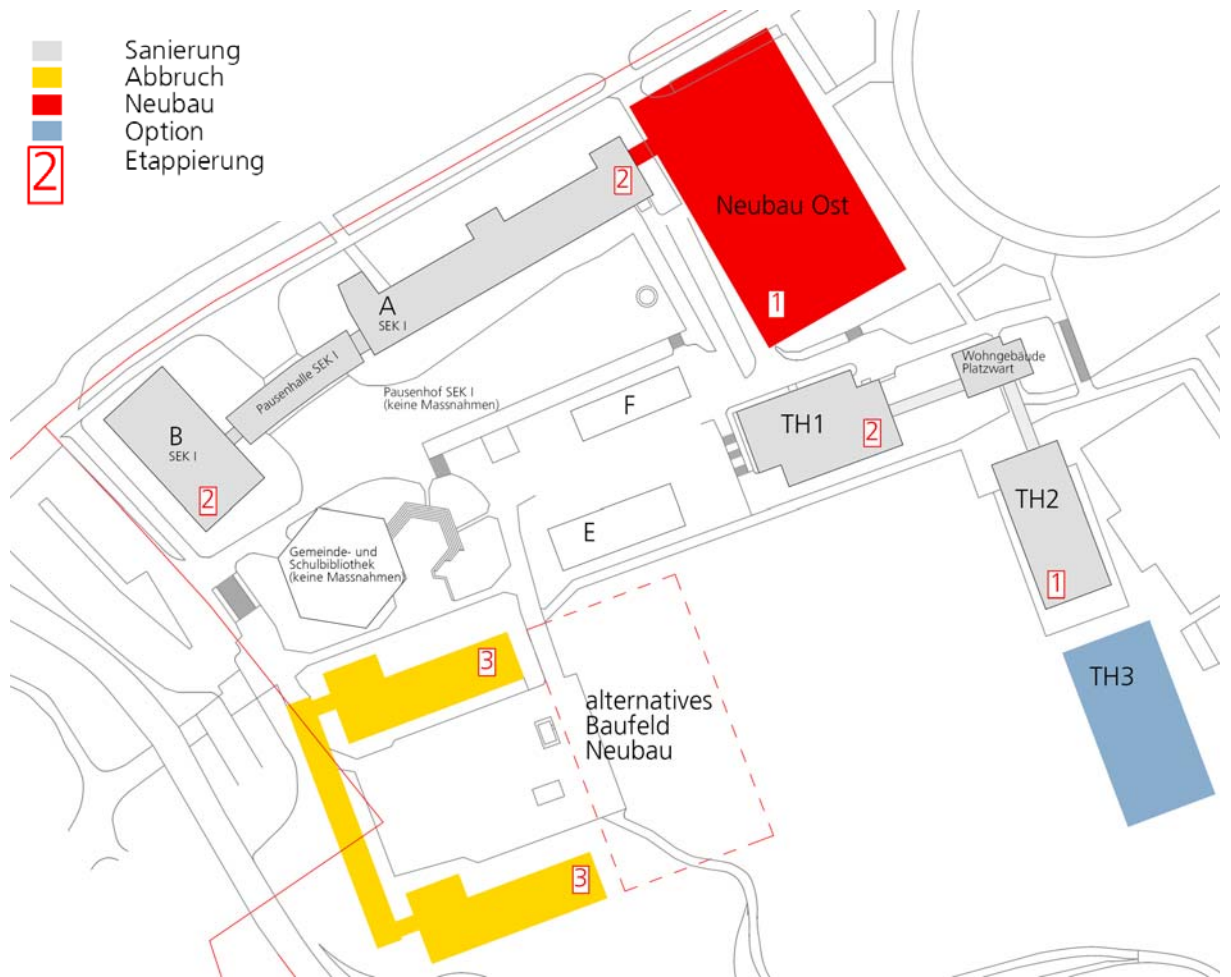 Sanierung
Abbruch
Neubau
Option
2
Etappierung
2
Neubau Ost
1
A
SEK I
Pausenhalle SEK I
Pausenhof SEK I
(keine Massnahmen)
B
SEK I
2
F
E
TH1
2
Wohngebäude
Platzwart
TH2
1
Gemeinde- und
Schulbibliothek
(keine Massnahmen)
3
alternatives
Baufeld
Neubau
TH3
3